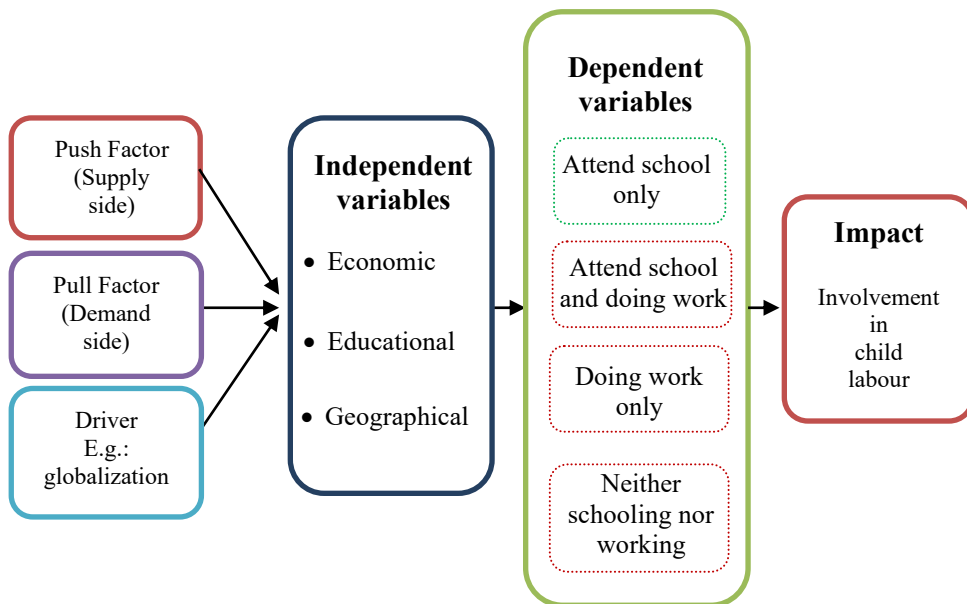 Push Factor
(Supply
side)
Pull Factor
(Demand
side)
Driver
E.g.:
globalization
Independent
variables
• Economic
• Educational
• Geographical
Dependent
variables
Attend school
only
Attend school
and doing work
Doing work
only
Neither
schooling nor
working
Impact
Involvement
in
child
labour